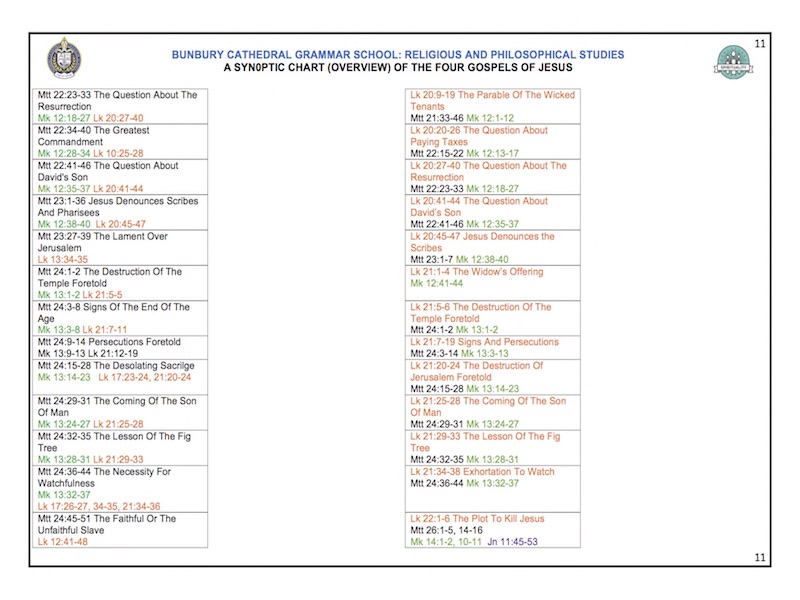 11
BUNBURY CATHEDRAL GRAMMAR SCHOOL: RELIGIOUS AND PHILOSOPHICAL STUDIES
A SYN0PTIC CHART (OVERVIEW) OF THE FOUR GOSPELS OF JESUS
SPIRITUALITY
Mtt 22:23-33 The Question About The
Resurrection
Mk 12:18-27 Lk 20:27-40
Mtt 22:34-40 The Greatest
Commandment
Mk 12:28-34 Lk 10:25-28
Mtt 22:41-46 The Question About
David's Son
Mk 12:35-37 Lk 20:41-44
Mtt 23:1-36 Jesus Denounces Scribes
And Pharisees
Mk 12:38-40 Lk 20:45-47
Mtt 23:27-39 The Lament Over
Jerusalem
Lk 13:34-35
Mtt 24:1-2 The Destruction Of The
Temple Foretold
Mk 13:1-2 Lk 21:5-5
Mtt 24:3-8 Signs Of The End Of The
Age
Mk 13:3-8 Lk 21:7-11
Mtt 24:9-14 Persecutions Foretold
Mk 13:9-13 Lk 21:12-19
Mtt 24:15-28 The Desolating Sacrilge
Mk 13:14-23 Lk 17:23-24, 21:20-24
Mtt 24:29-31 The Coming Of The Son
Of Man
Mk 13:24-27 Lk 21:25-28
Mtt 24:32-35 The Lesson Of The Fig
Tree
Mk 13:28-31 Lk 21:29-33
Mtt 24:36-44 The Necessity For
Watchfulness
Mk 13:32-37
Lk 17:26-27, 34-35, 21:34-36
Mtt 24:45-51 The Faithful Or The
Unfaithful Slave
Lk 12:41-48
Lk 20:9-19 The Parable Of The Wicked
Tenants
Mtt 21:33-46 Mk 12:1-12
Lk 20:20-26 The Question About
Paying Taxes
Mtt 22:15-22 Mk 12:13-17
Lk 20:27-40 The Question About The
Resurrection
Mtt 22:23-33 Mk 12:18-27
Lk 20:41-44 The Question About
David's Son
Mtt 22:41-46 Mk 12:35-37
Lk 20:45-47 Jesus Denounces the
Scribes
Mtt 23:1-7 Mk 12:38-40
Lk 21:1-4 The Widow's Offering
Mk 12:41-44
Lk 21:5-6 The Destruction Of The
Temple Foretold
Mtt 24:1-2 Mk 13:1-2
Lk 21:7-19 Signs And Persecutions
Mtt 24:3-14 Mk 13:3-13
Lk 21:20-24 The Destruction Of
Jerusalem Foretold
Mtt 24:15-28 Mk 13:14-23
Lk 21:25-28 The Coming Of The Son
Of Man
Mtt 24:29-31 Mk 13:24-27
Lk 21:29-33 The Lesson Of The Fig
Tree
Mtt 24:32-35 Mk 13:28-31
Lk 21:34-38 Exhortation To Watch
Mtt 24:36-44 Mk 13:32-37
Lk 22:1-6 The Plot To Kill Jesus
Mtt 26:1-5, 14-16
Mk 14:1-2, 10-11 Jn 11:45-53
11